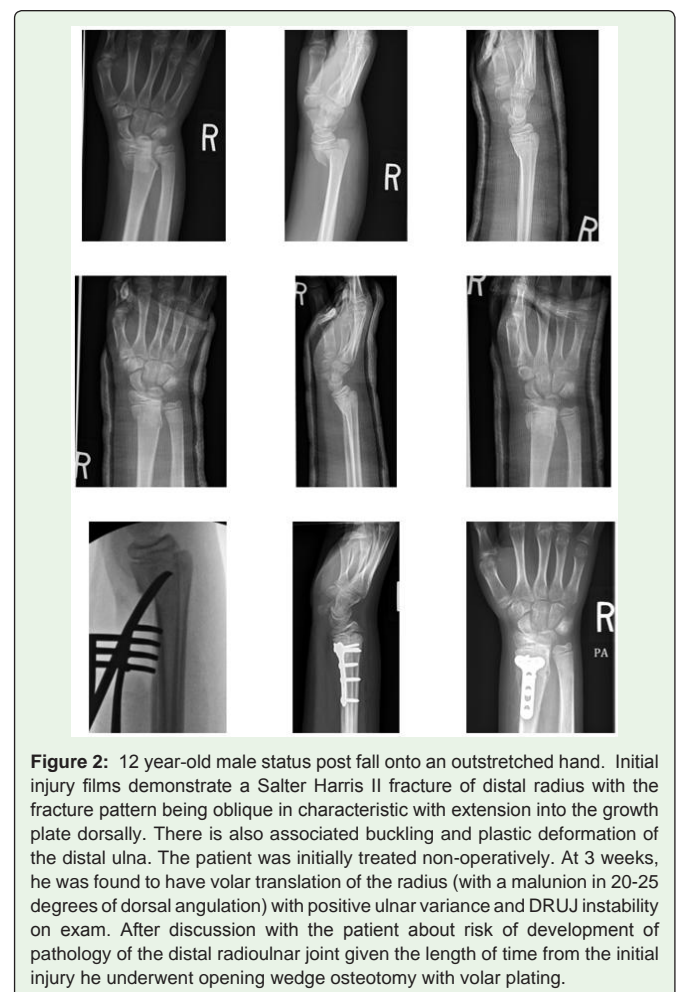 R
R
R
R
R
R
R
PA
Figure 2: 12 year-old male status post fall onto an outstretched hand. Initial
injury films demonstrate a Salter Harris II fracture of distal radius with the
fracture pattern being oblique in characteristic with extension into the growth
plate dorsally. There is also associated buckling and plastic deformation of
the distal ulna. The patient was initially treated non-operatively. At 3 weeks,
he was found to have volar translation of the radius (with a malunion in 20-25
degrees of dorsal angulation) with positive ulnar variance and DRUJ instability
on exam. After discussion with the patient about risk of development of
pathology of the distal radioulnar joint given the length of time from the initial
injury he underwent opening wedge osteotomy with volar plating.